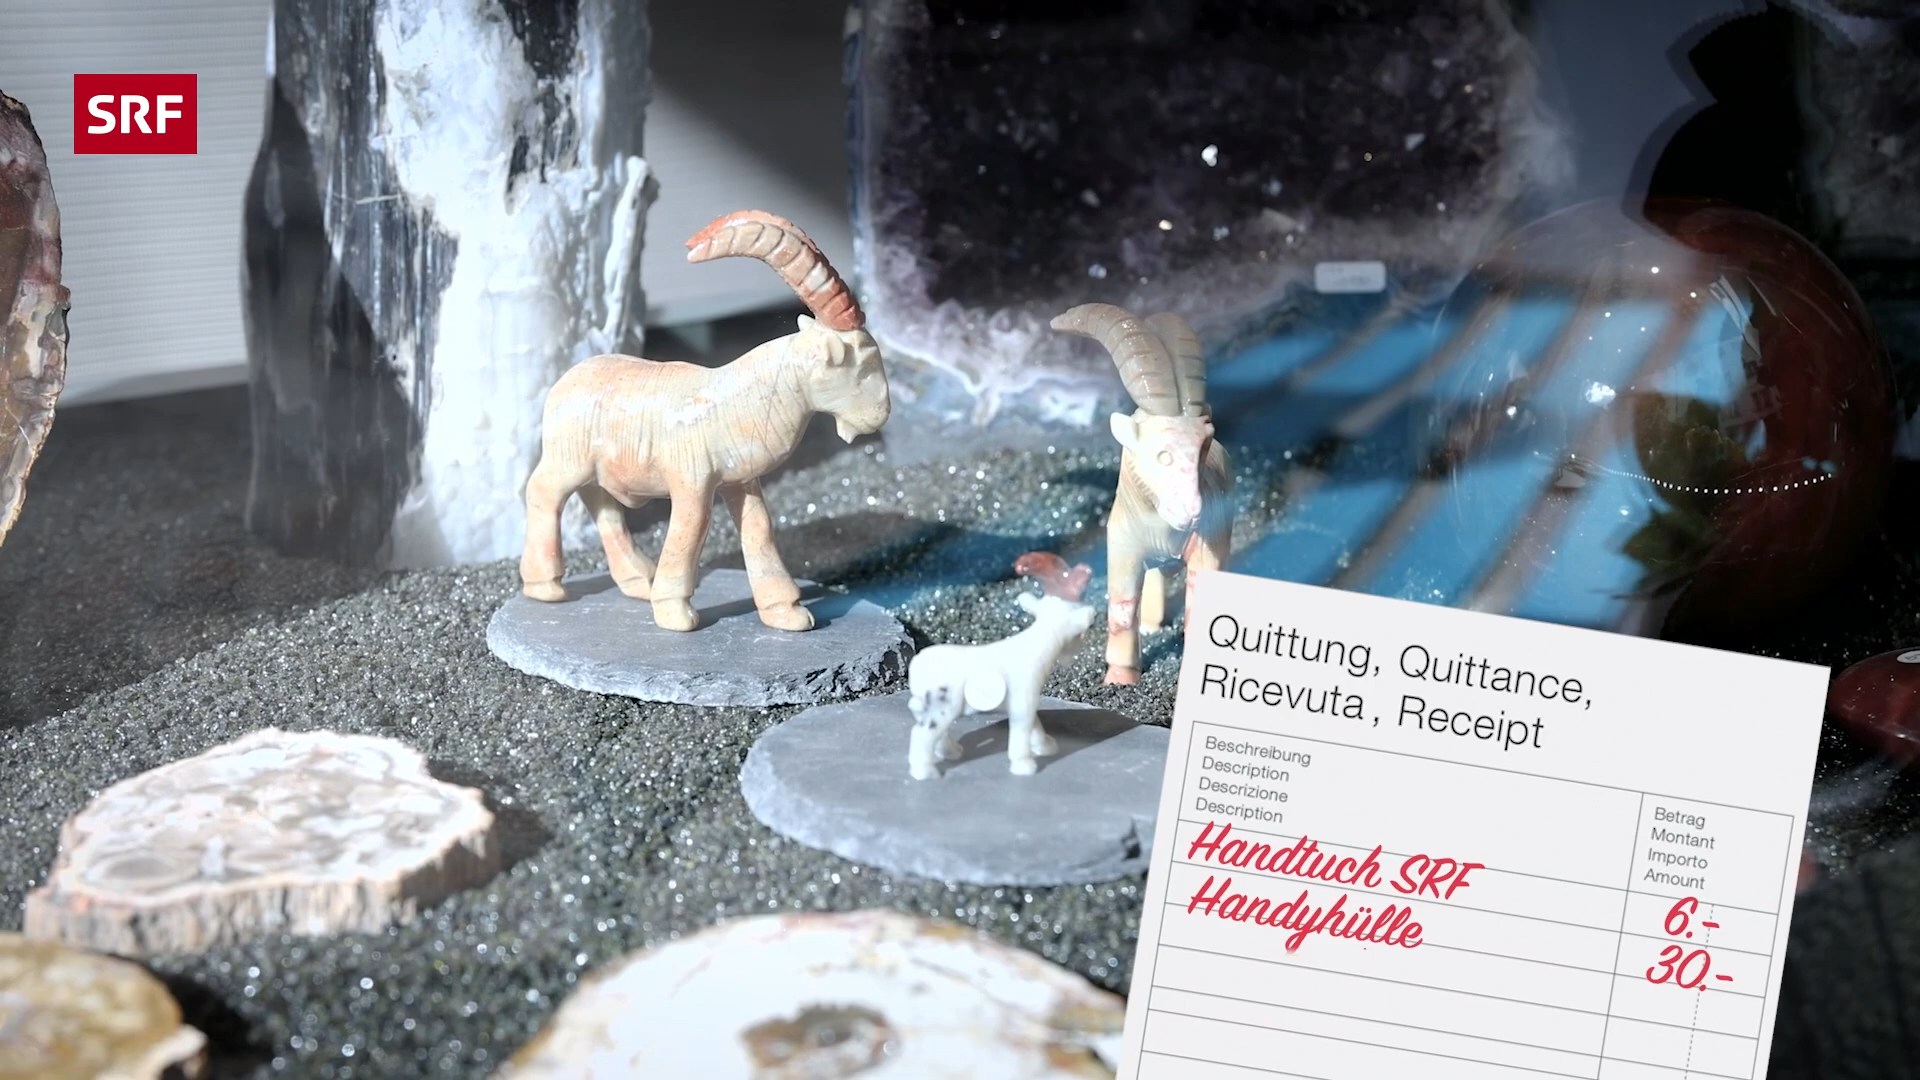 SRF
Quittung, Quittance,
Ricevuta, Receipt
Beschreibung
Description
Descrizione
Description
Betrag
Montant
Importo
Amount
Handtuch SRF 6.-
Handyhülle 30.-